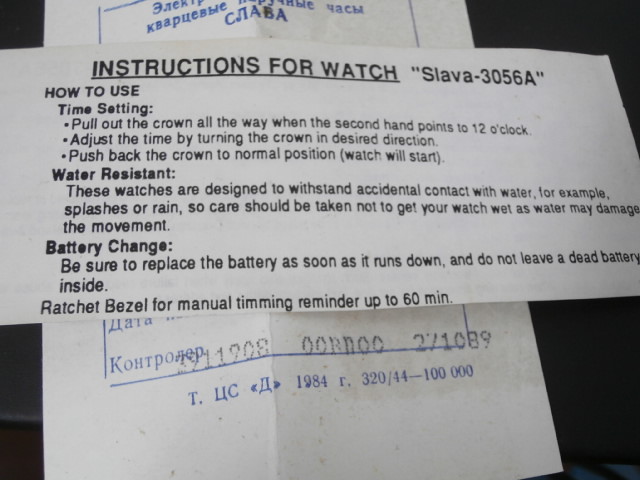 Электр наручные часы
кварцевые СЛАВА
INSTRUCTIONS FOR WATCH "Slava-3056A"
HOW TO USE
Time Setting:
•Pull out the crown all the way when the second hand points to 12 o'clock.
•Adjust the time by turning the crown in desired direction.
•Push back the crown to normal position (watch will start).
Water Resistant:
These watches are designed to withstand accidental contact with water, for example,
splashes or rain, so care should be taken not to get your watch wet as water may damage
the movement.
Battery Change:
Be sure to replace the battery as soon as it runs down, and do not leave a dead battery
inside.
Ratchet Bezel for manual timming reminder up to 60 min.
Дата
Контролер 271089
Т. ЦС «Д» 1984 г. 320/44—100 000